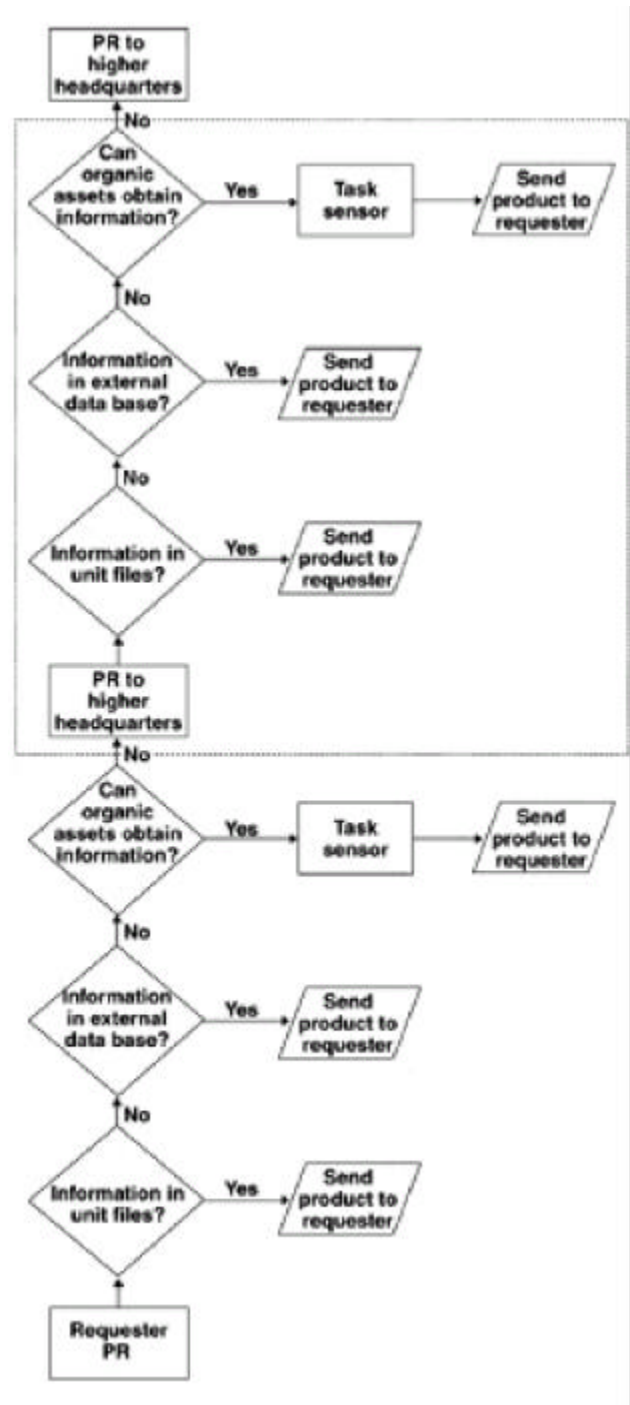 PR to
higher
headquarters
No
Can
organic
assets obtain
information?
Yes
Task
sensor
Send
product to
requester
No
Information
in external
data base?
Yes
Send
product to
requester
No
Information in
unit files?
Yes
Send
product to
requester
PR to
higher
headquarters
No
Can
organic
assets obtain
information?
Yes
Task
sensor
Send
product to
requester
No
Information
in external
data base?
Yes
Send
product to
requester
No
Information in
unit files?
Yes
Send
product to
requester
Requester
PR